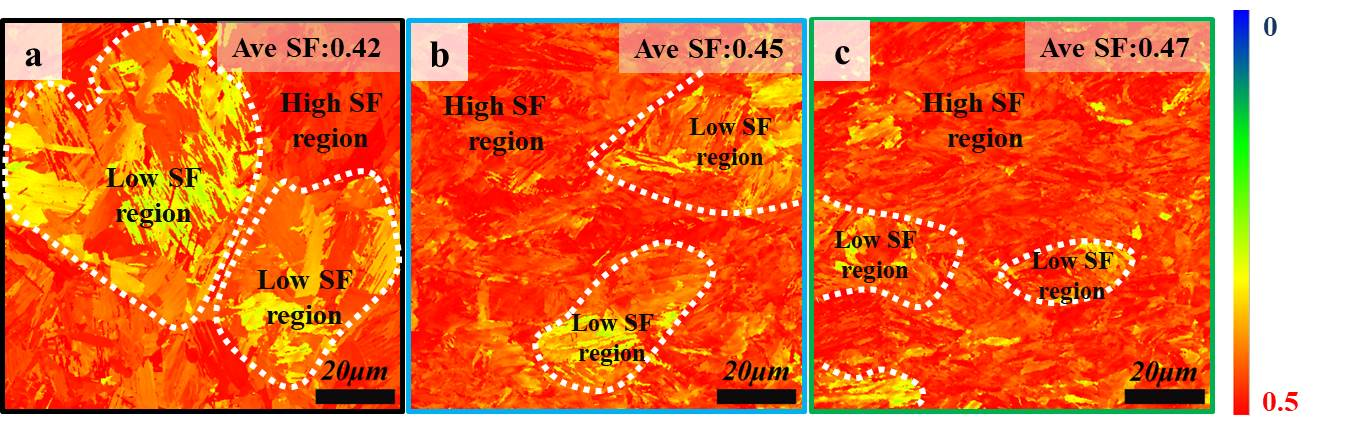 a
Ave SF:0.42
High SF
region
Low SF
region
Low SF
region
20μm
b
Ave SF:0.45
High SF
region
Low SF
region
Low SF
region
20μm
c
Ave SF:0.47
High SF
region
Low SF
region
Low SF
region
20μm
0
0.5